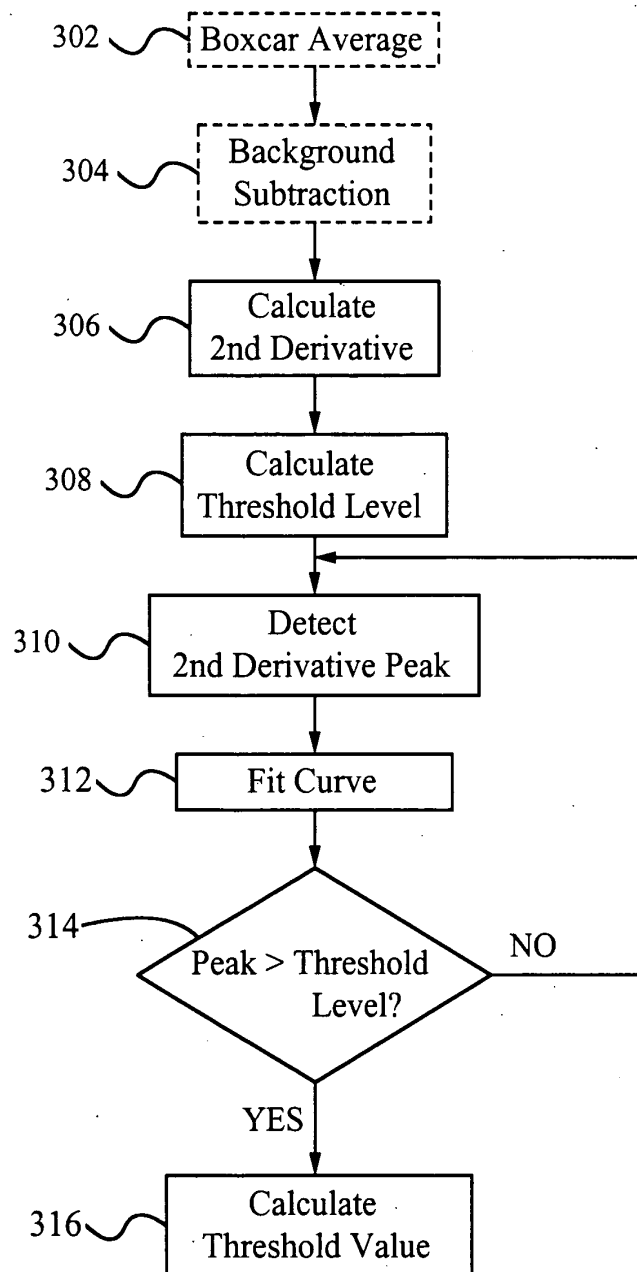 302
Boxcar Average
304
Background
Subtraction
306
Calculate
2nd Derivative
308
Calculate
Threshold Level
310
Detect
2nd Derivative Peak
312
Fit Curve
314
Peak > Threshold
Level?
NO
YES
316
Calculate
Threshold Value